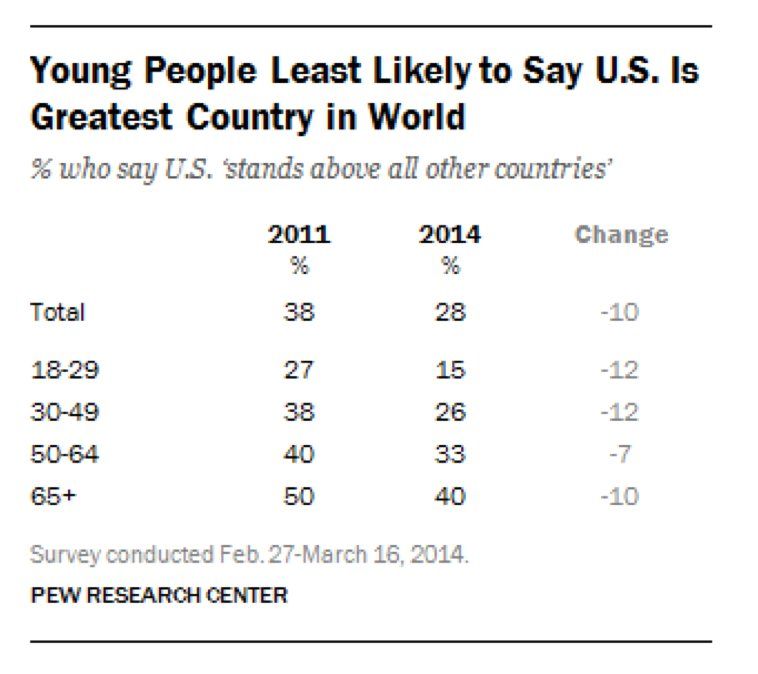 Young People Least Likely to Say U.S. Is
Greatest Country in World
% who say U.S. ‘stands above all other countries’
2011 2014 Change
% %
Total 38 28 -10
18-29 27 15 -12
30-49 38 26 -12
50-64 40 33 -7
65+ 50 40 -10
Survey conducted Feb. 27-March 16, 2014.
PEW RESEARCH CENTER